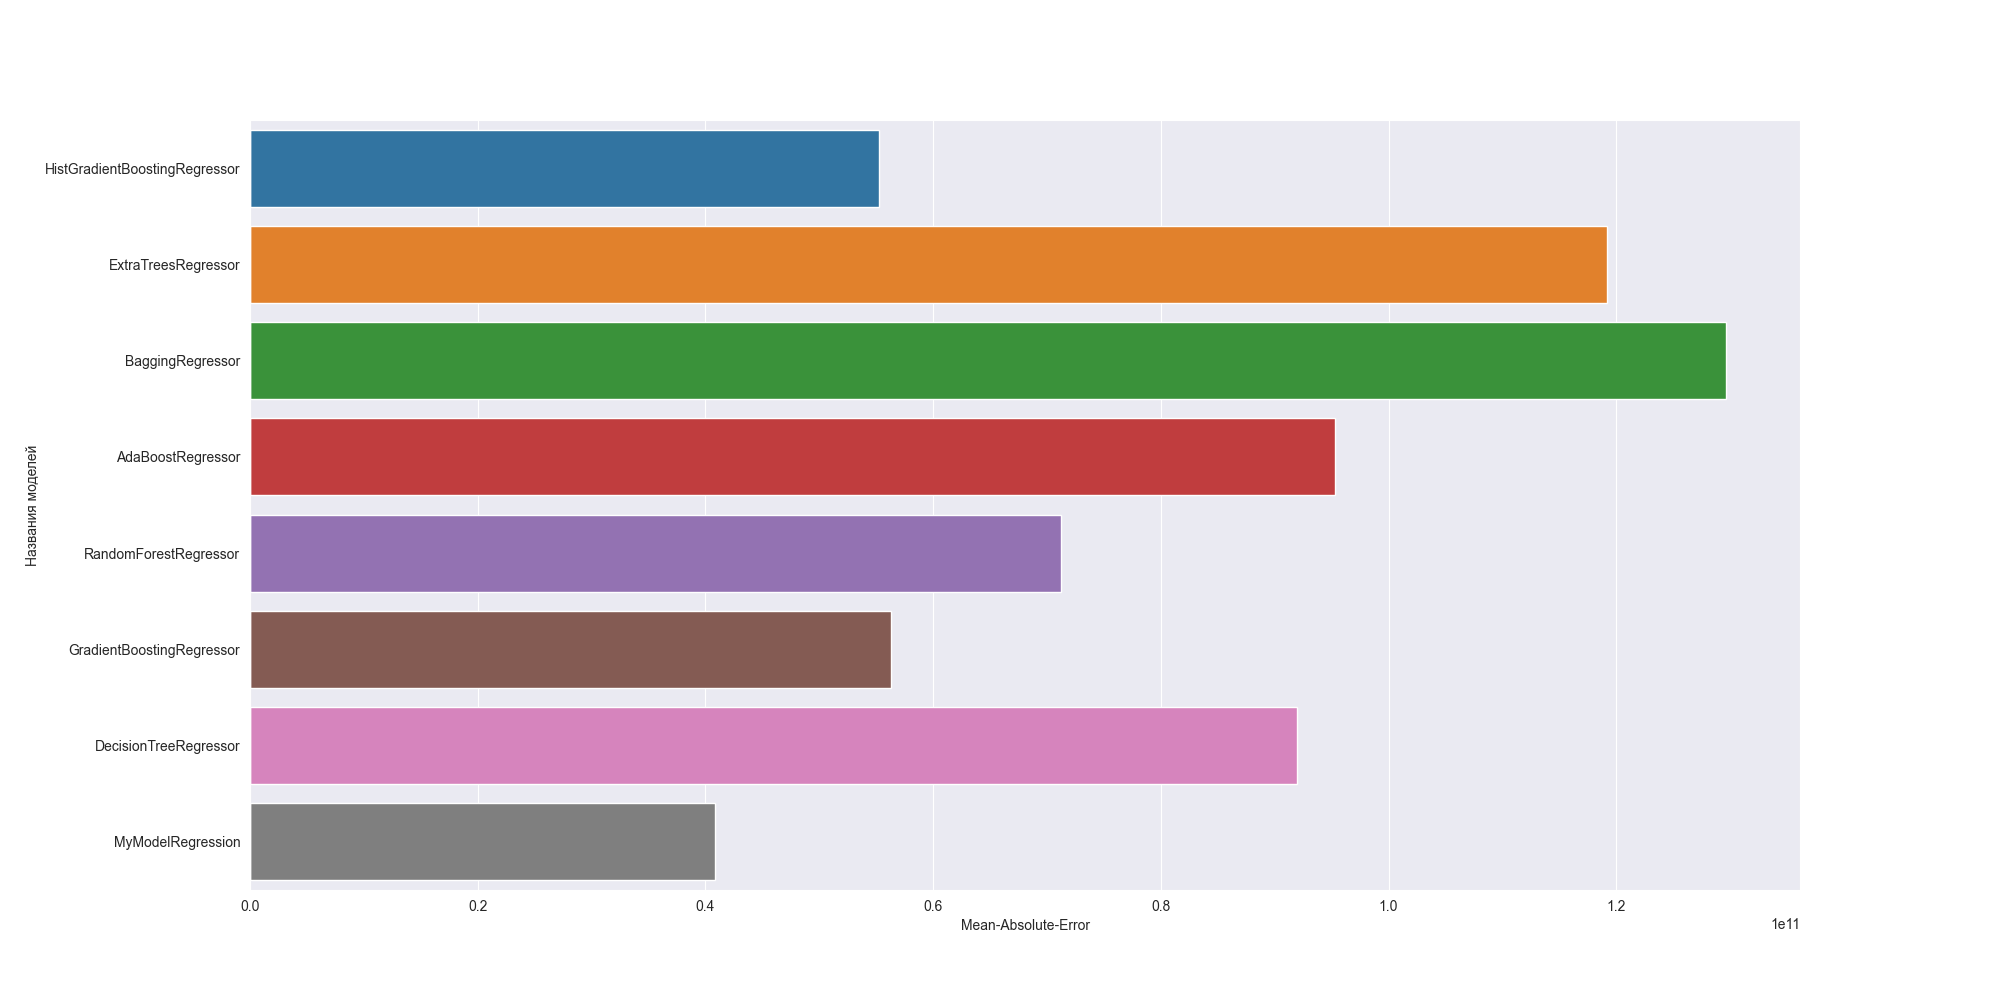 HistGradientBoostingRegressor
ExtraTreesRegressor
BaggingRegressor
AdaBoostRegressor
RandomForestRegressor
GradientBoostingRegressor
DecisionTreeRegressor
MyModelRegression
Названия моделей
0.0 0.2 0.4 0.6 0.8 1.0 1.2
Mean-Absolute-Error
1e11